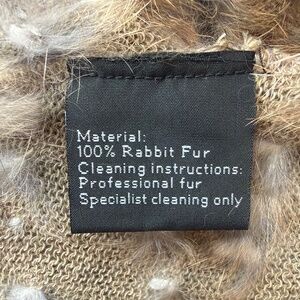 Material:
100% Rabbit Fur
Cleaning instructions:
Professional fur
Specialist cleaning only